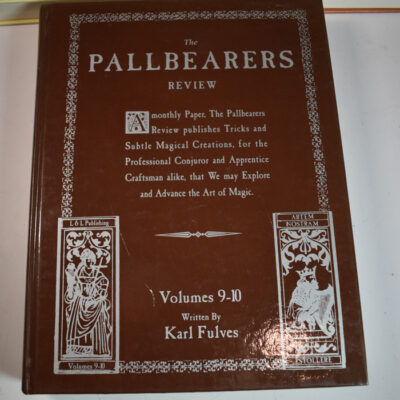 The
PALLBEARERS
REVIEW
A monthly Paper, The Pallbearers
Review publishes Tricks and
Subtle Magical Creations, for the
Professional Conjuror and Apprentice
Craftsman alike, that We may Explore
and Advance the Art of Magic.
L & L Publishing
Volumes 9-10
ARTEM
NOSTRAM
TOLLERE
Volumes 9-10
Written By
Karl Fulves